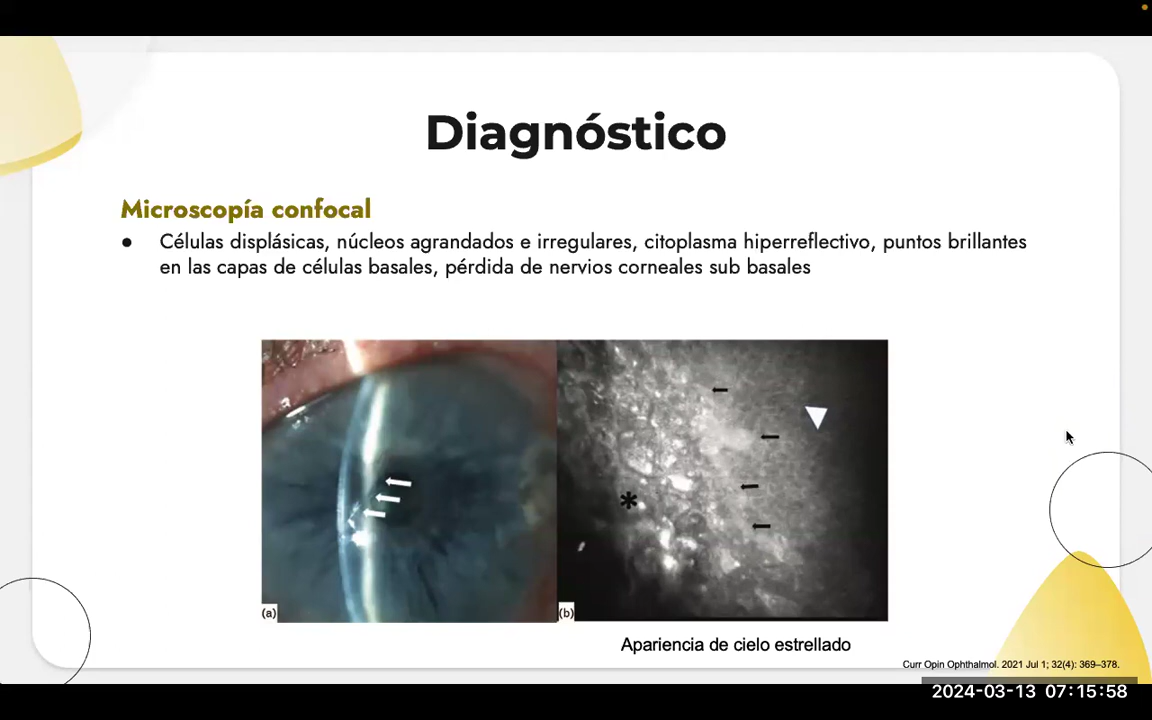 Diagnóstico
Microscopía confocal
● Células displásicas, núcleos agrandados e irregulares, citoplasma hiperreflectivo, puntos brillantes
en las capas de células basales, pérdida de nervios corneales sub basales
*
(a)
(b)
Apariencia de cielo estrellado
Curr Opin Ophthalmol. 2021 Jul 1; 32(4): 369–378.
2024-03-13 07:15:58